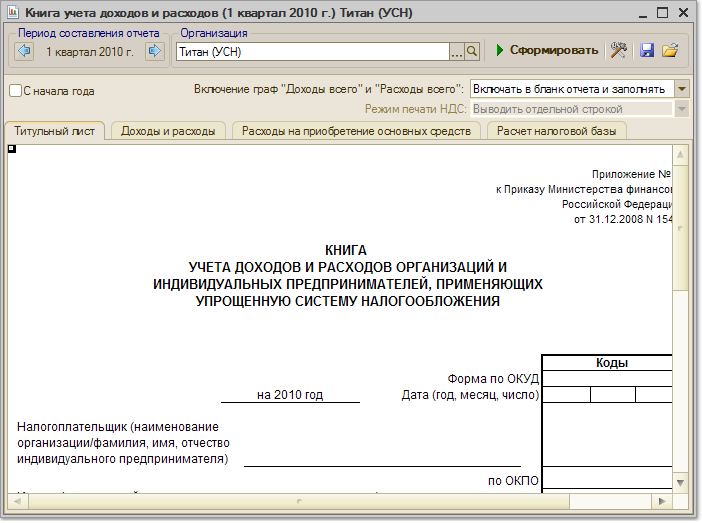 Книга учета доходов и расходов (1 квартал 2010 г.) Титан (УСН)
Период составления отчета
Организация
1 квартал 2010 г.
Титан (УСН)
...
Сформировать
С начала года
Включение граф "Доходы всего" и "Расходы всего":
Включать в бланк отчета и заполнять
Режим печати НДС:
Выводить отдельной строкой
Титульный лист
Доходы и расходы
Расходы на приобретение основных средств
Расчет налоговой базы
Приложение №
к Приказу Министерства финансо
Российской Федераци
от 31.12.2008 N 154
КНИГА
УЧЕТА ДОХОДОВ И РАСХОДОВ ОРГАНИЗАЦИЙ И
ИНДИВИДУАЛЬНЫХ ПРЕДПРИНИМАТЕЛЕЙ, ПРИМЕНЯЮЩИХ
УПРОЩЕННУЮ СИСТЕМУ НАЛОГООБЛОЖЕНИЯ
Коды
Форма по ОКУД
на 2010 год
Дата (год, месяц, число)
Налогоплательщик (наименование
организации/фамилия, имя, отчество
индивидуального предпринимателя)
по ОКПО